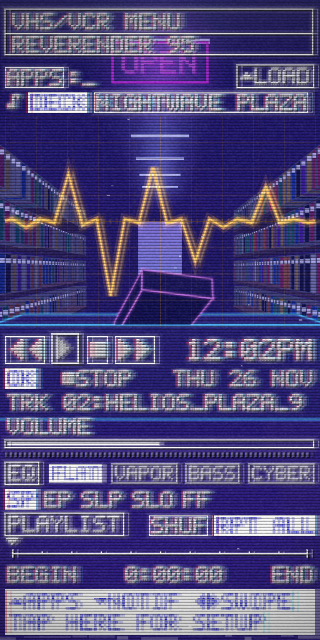 VHS/VCR MENU
REVERENDER 95
OPEN
APPS:_
LOAD
DECK NIGHTWAVE PLAZA
12:02PM
OK STOP THU 26 NOV
TRK 02:HELIOS_PLAZA_9
VOLUME
EQ FLAT VAPOR BASS CYBER
SP EP SLP SLO FF
PLAYLIST SHUF RPT ALL
BEGIN 0:00:00 END
APPS NOTIF SWIPE
TAP HERE FOR SETUP